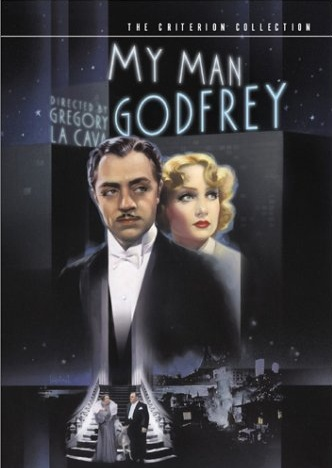 THE CRITERION COLLECTION
MY MAN
GODFREY
DIRECTED BY
GREGORY
LA CAVA